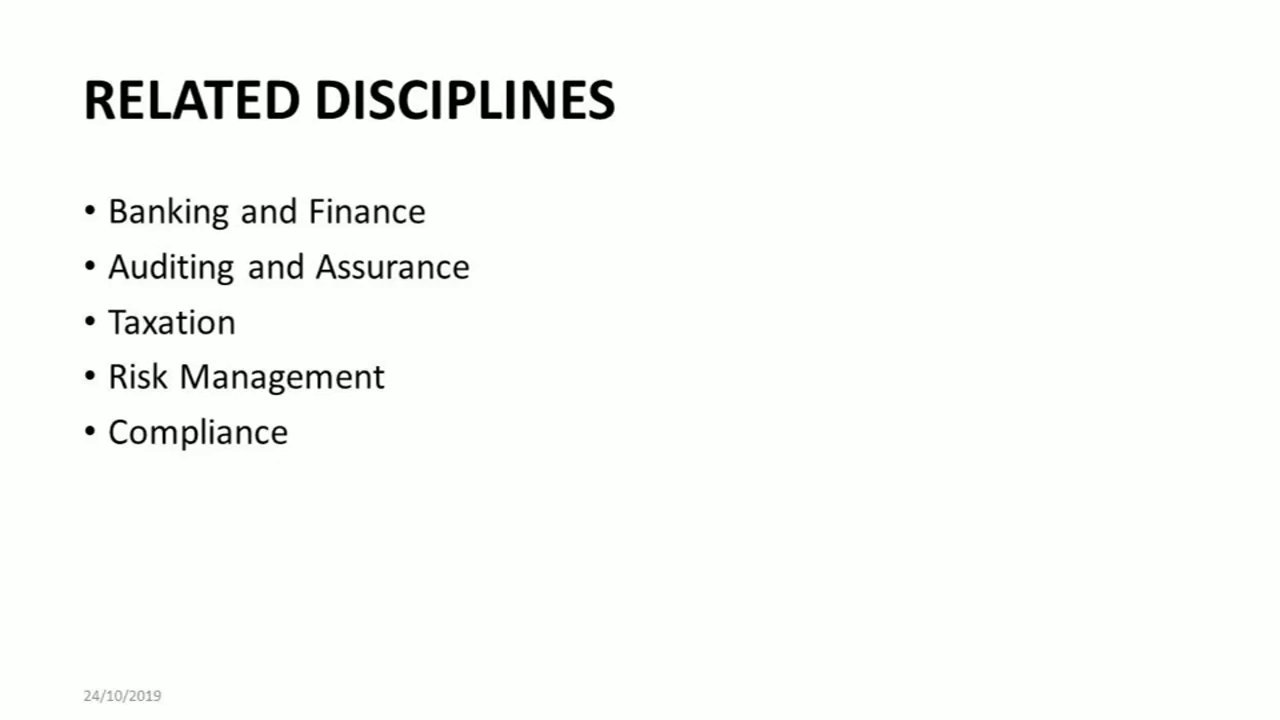 RELATED DISCIPLINES
• Banking and Finance
• Auditing and Assurance
• Taxation
• Risk Management
• Compliance
24/10/2019